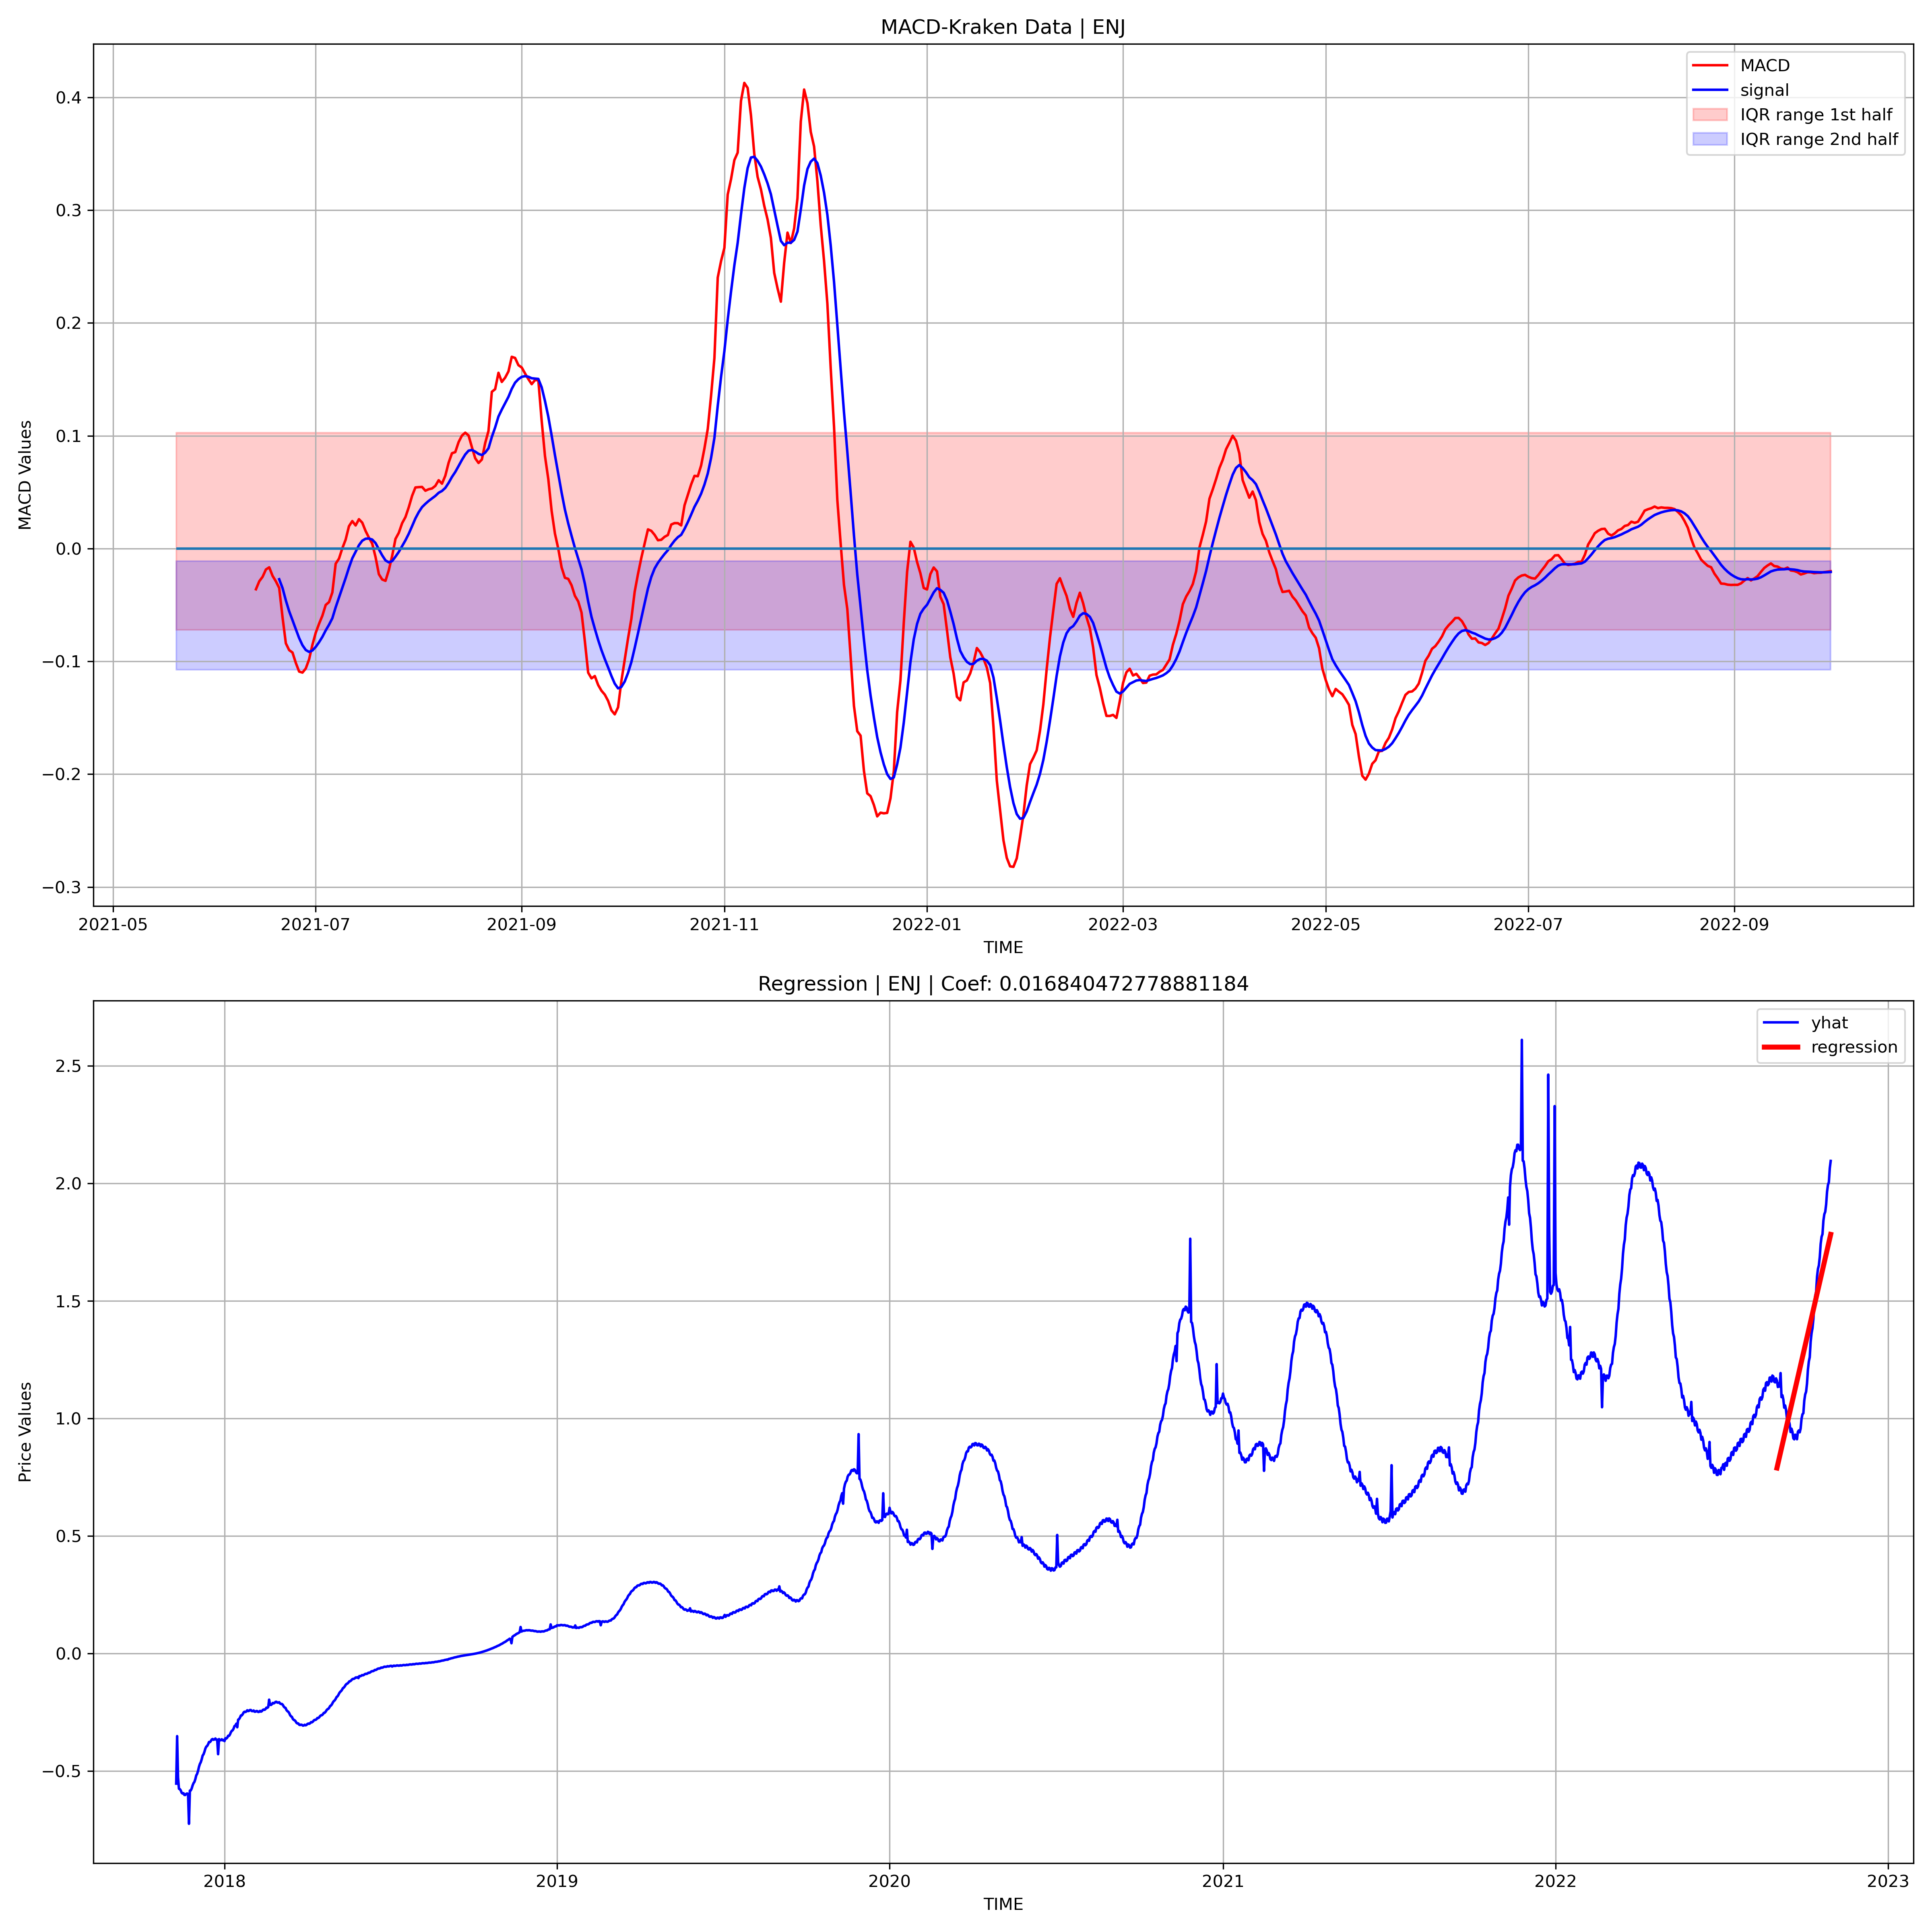 MACD-Kraken Data | ENJ
MACD
signal
IQR range 1st half
IQR range 2nd half
MACD Values
0.4
0.3
0.2
0.1
0.0
−0.1
−0.2
−0.3
2021-05 2021-07 2021-09 2021-11 2022-01 2022-03 2022-05 2022-07 2022-09
TIME
Regression | ENJ | Coef: 0.016840472778881184
yhat
regression
Price Values
2.5
2.0
1.5
1.0
0.5
0.0
−0.5
2018 2019 2020 2021 2022 2023
TIME